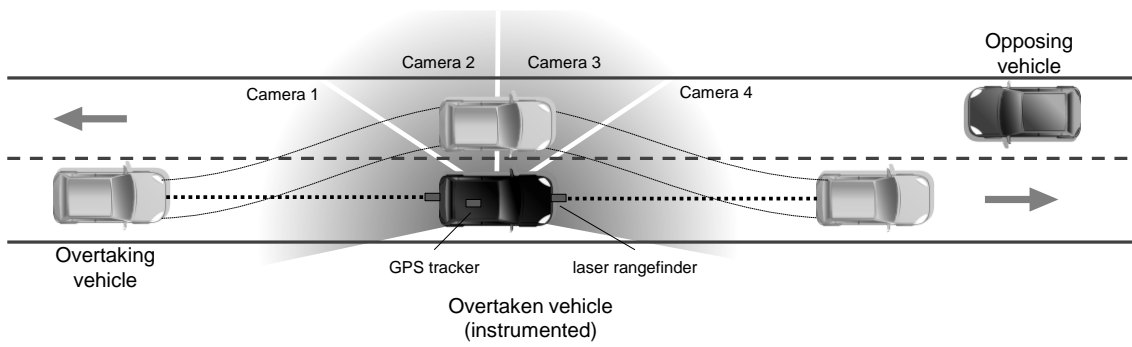 Camera 2
Camera 3
Opposing
vehicle
Camera 1
Camera 4
Overtaking
vehicle
GPS tracker
laser rangefinder
Overtaken vehicle
(instrumented)